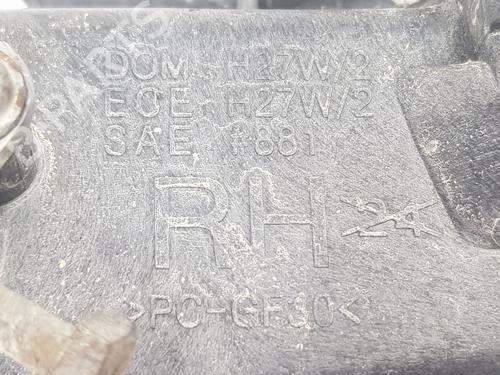 DOM H27W/2
ECE H27W/2
SAE #881
RH
>PC-GF30<